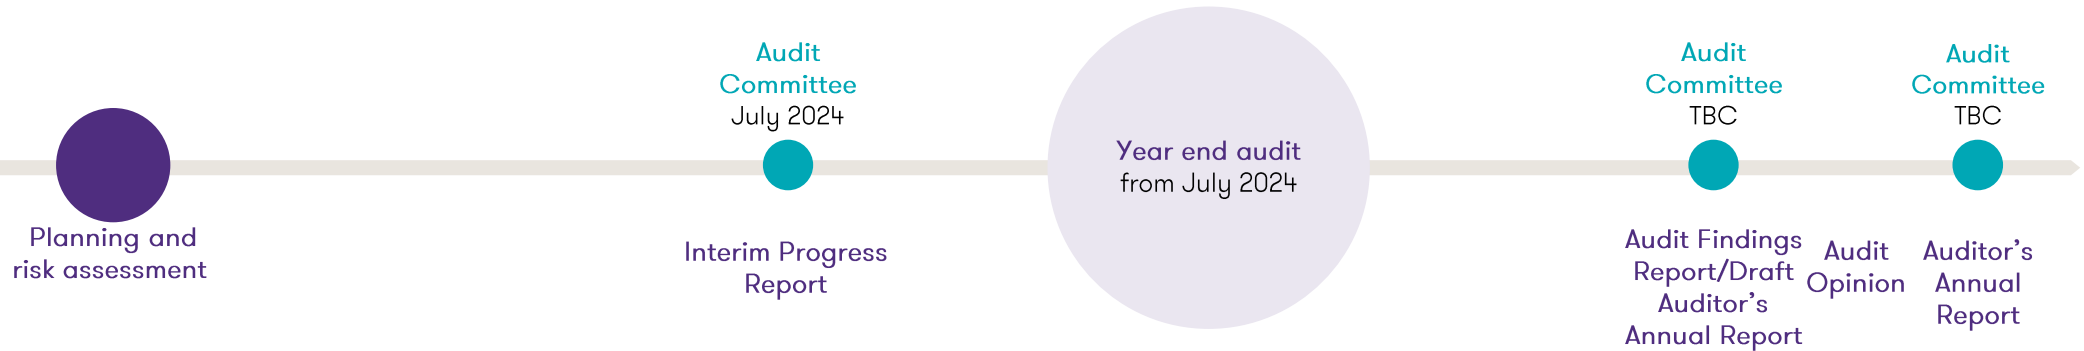 Planning and
risk assessment
Audit
Committee
July 2024
Interim Progress
Report
Year end audit
from July 2024
Audit
Committee
TBC
Audit Findings
Report/Draft
Auditor’s
Annual Report
Audit
Opinion
Audit
Committee
TBC
Auditor’s
Annual
Report